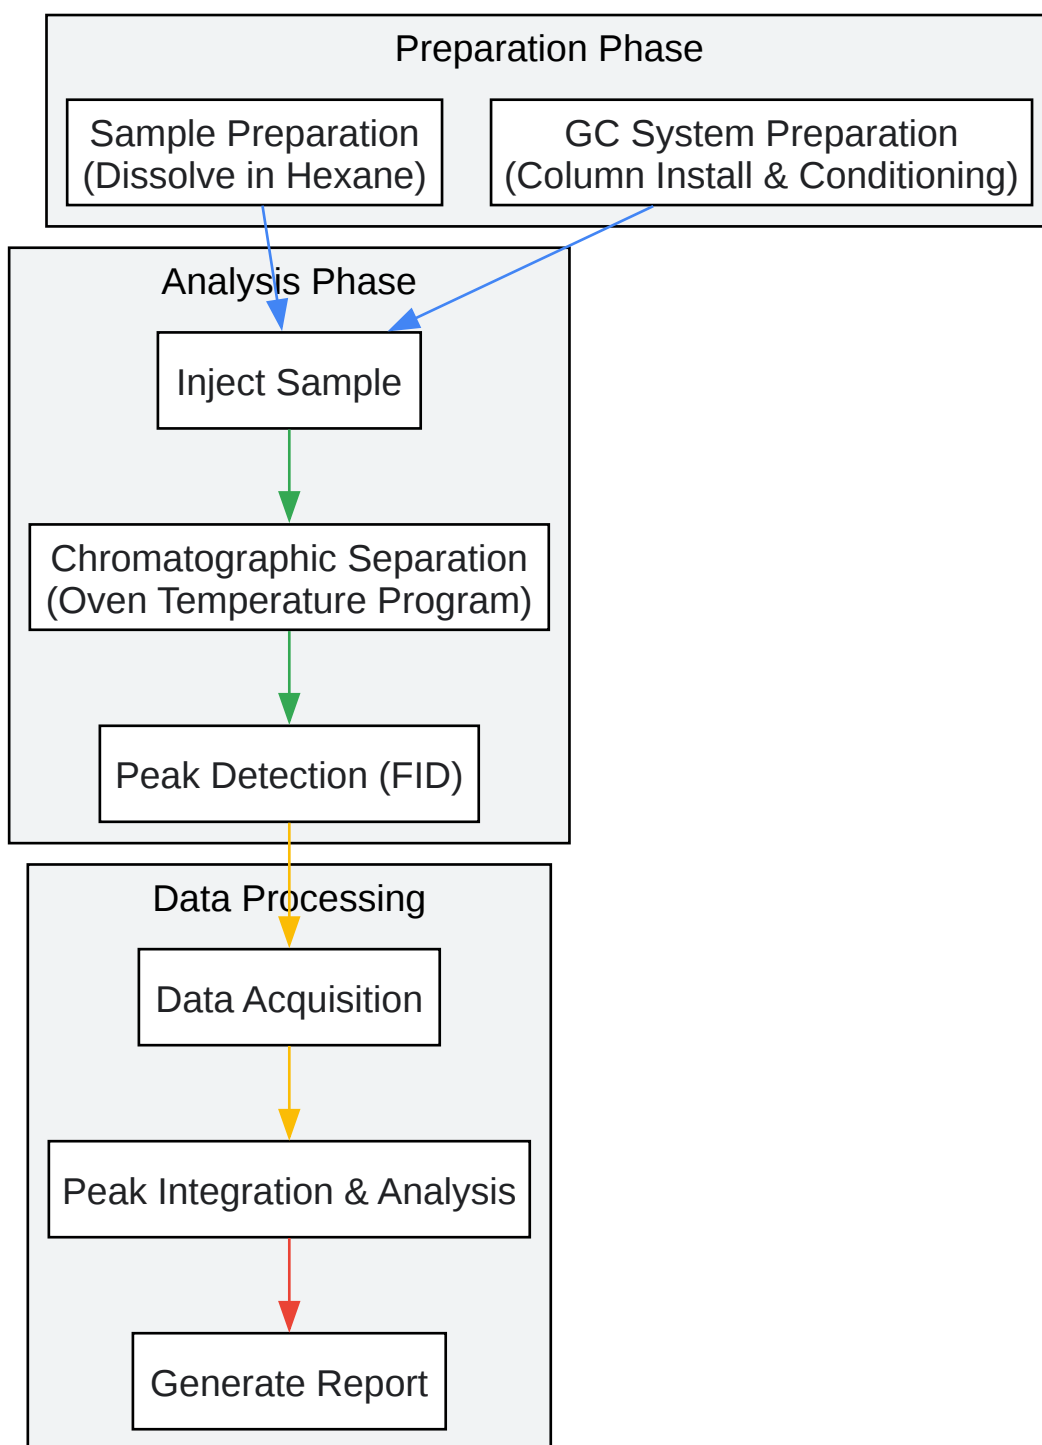 Preparation Phase
Sample Preparation
(Dissolve in Hexane)
GC System Preparation
(Column Install & Conditioning)
Analysis Phase
Inject Sample
Chromatographic Separation
(Oven Temperature Program)
Peak Detection (FID)
Data Processing
Data Acquisition
Peak Integration & Analysis
Generate Report